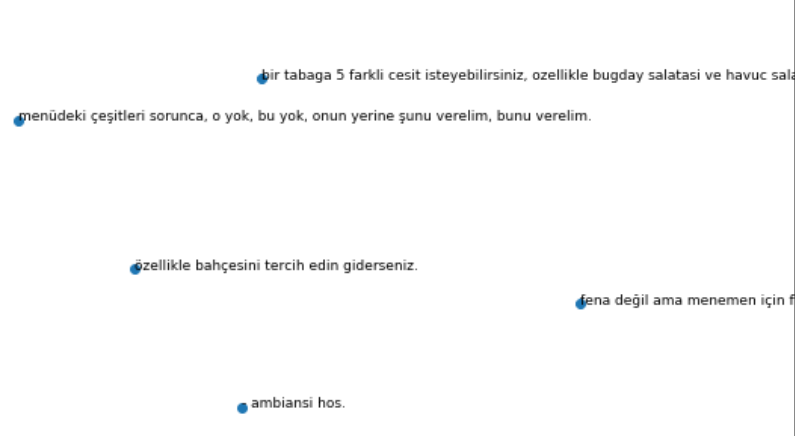 bir tabaga 5 farkli cesit isteyebilirsiniz, ozellikle bugday salatasi ve havuc
menüdeki çeşitleri sorunca, o yok, bu yok, onun yerine şunu verelim, bunu verelim.
özellikle bahçesini tercih edin giderseniz.
fena değil ama menemen için
ambiansi hos.